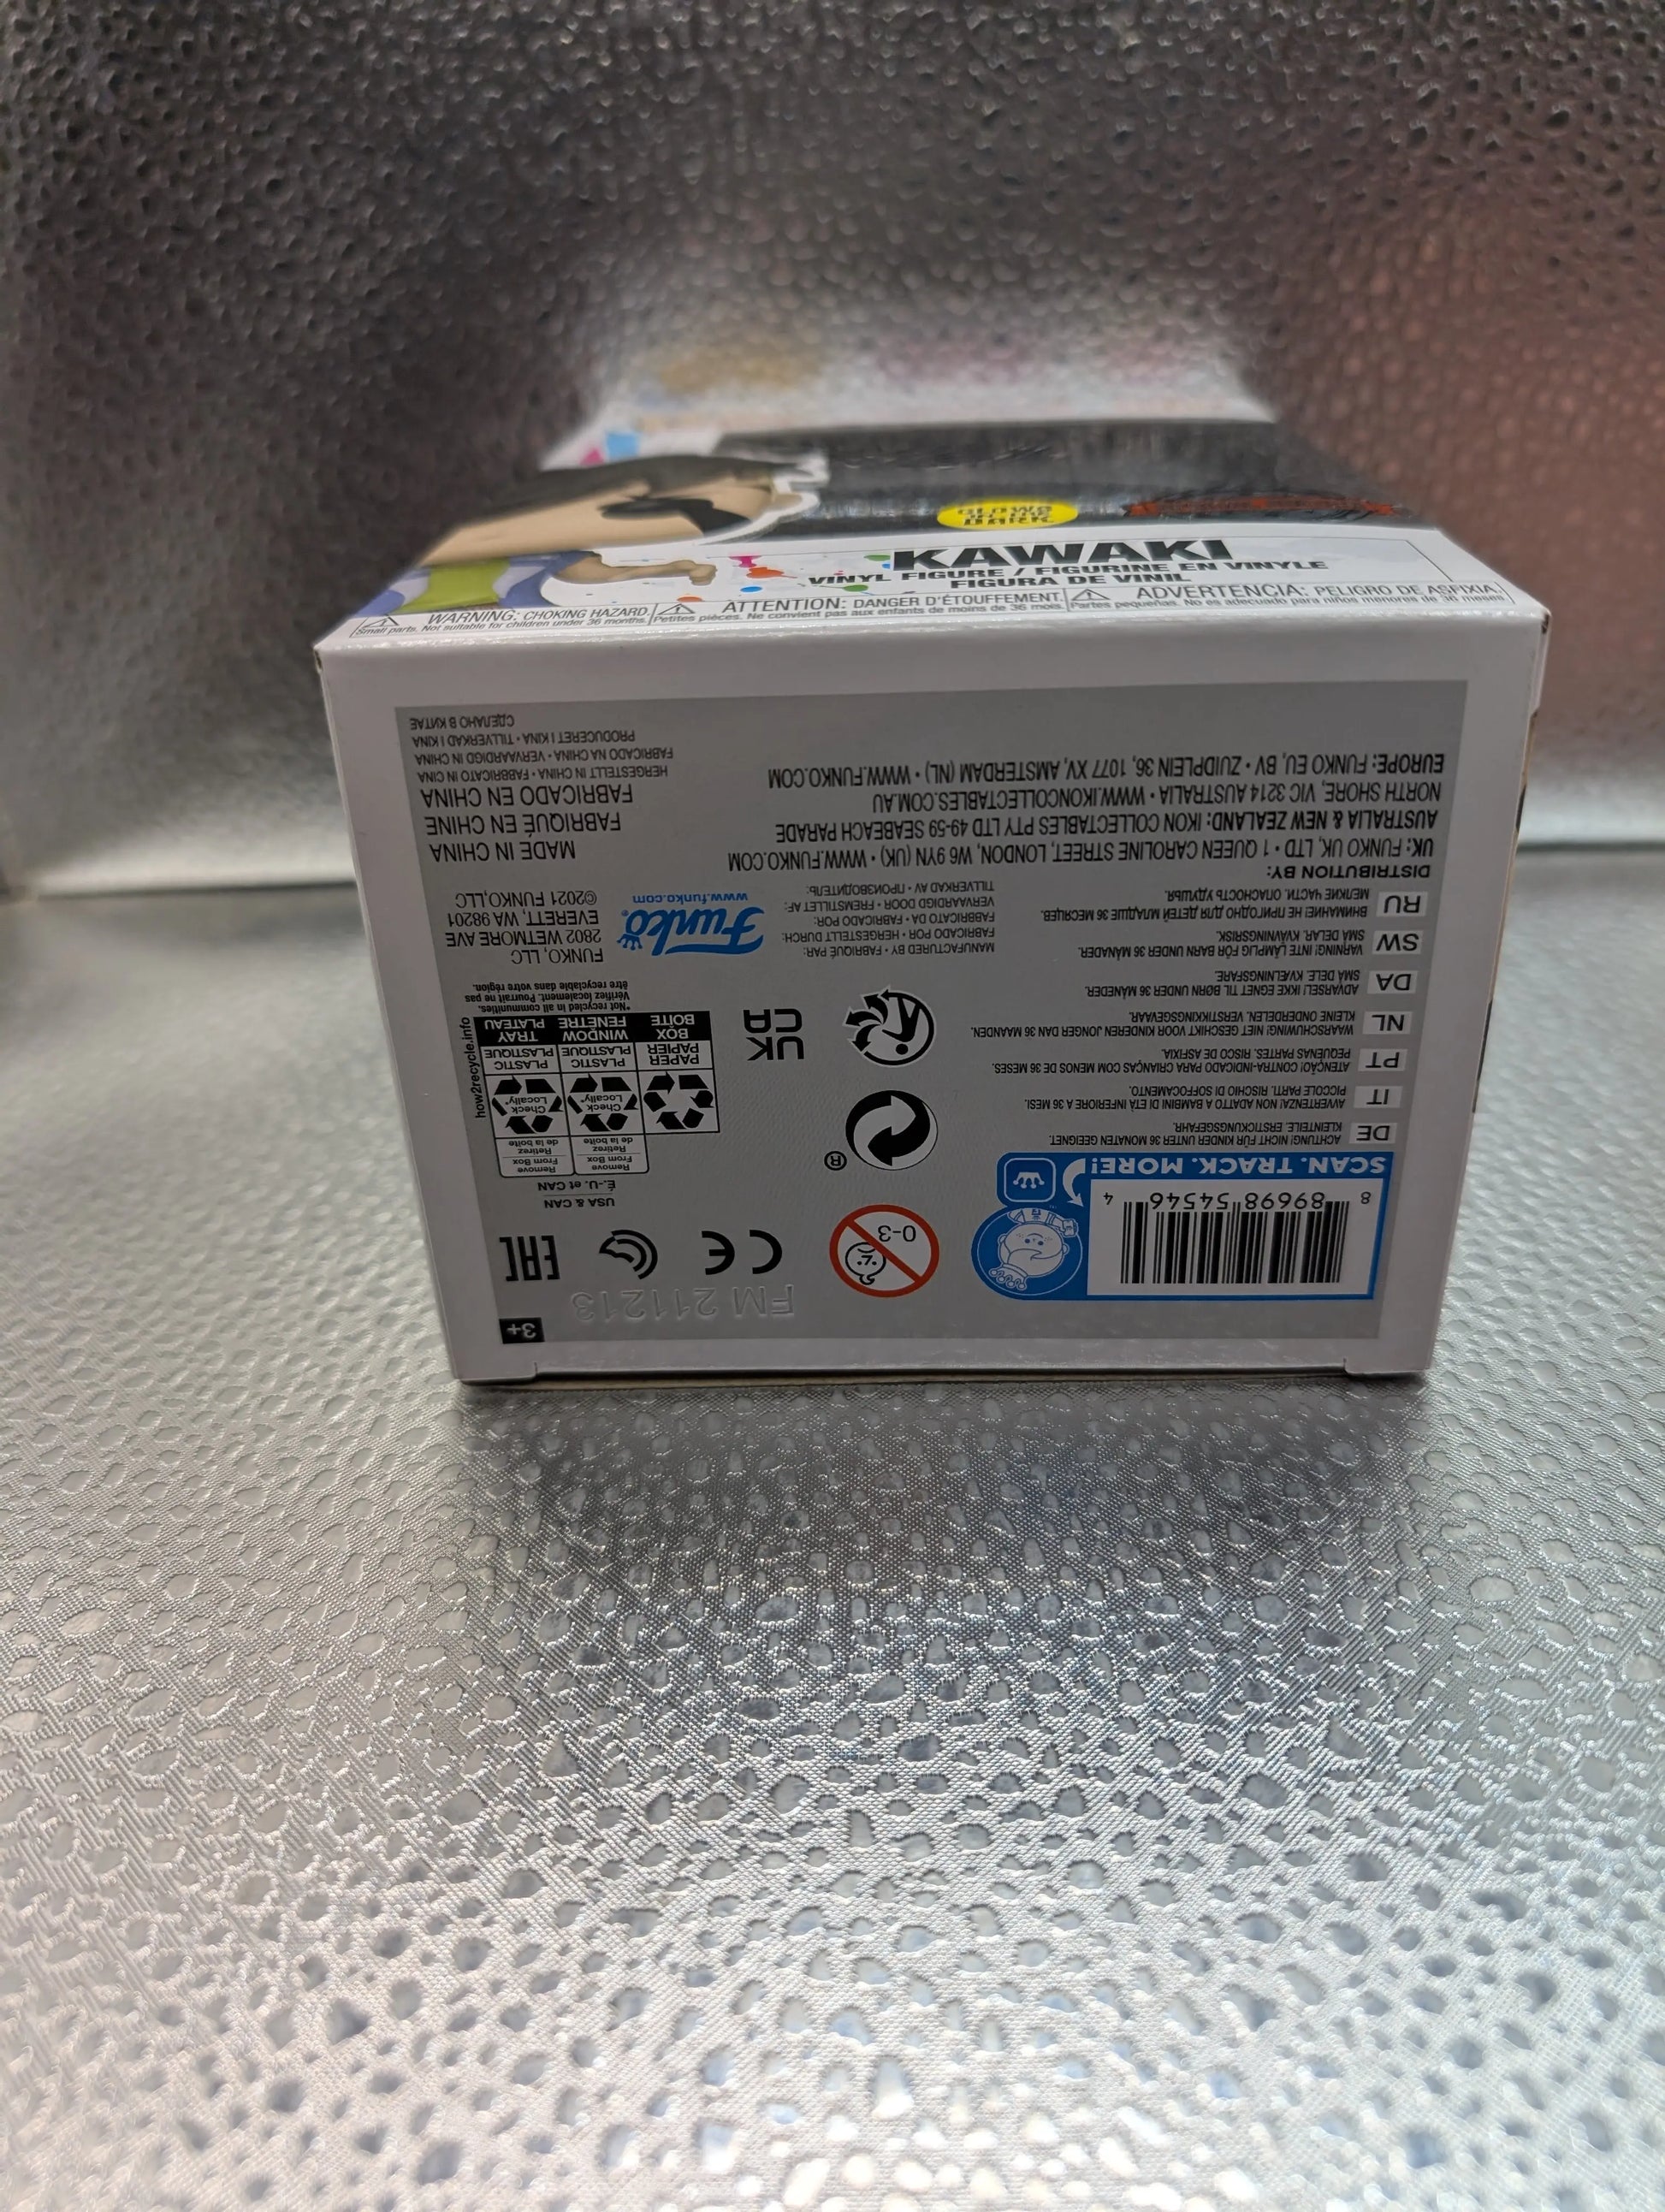 GLOWS
IN THE
DARK
KAWAKI
VINYL FIGURE / FIGURINE EN VINYLE
FIGURA DE VINIL
WARNING: CHOKING HAZARD.
Small parts. Not suitable for children under 36 months.
ATTENTION: DANGER D'ÉTOUFFEMENT.
Petites pièces. Ne convient pas aux enfants de moins de 36 mois.
ADVERTENCIA: PELIGRO DE ASFIXIA.
Partes pequeñas. No es adecuado para niños menores de 36 meses
3+
FM 211213
CE
EAC
0-3
8 89698 54546 4
SCAN. TRACK. MORE!
USA & CAN
É.-U. et CAN
Remove
From Box
Retirez
de la boîte
Remove
From Box
Retirez
de la boîte
Check
Locally*
Check
Locally*
PAPER
PAPIER
PLASTIC
PLASTIQUE
PLASTIC
PLASTIQUE
BOX
BOÎTE
WINDOW
FENÊTRE
TRAY
PLATEAU
how2recycle.info
*Not recycled in all communities.
Vérifiez localement. Pourrait ne pas
être recyclable dans votre région.
®
UK
CA
DE
ACHTUNG! NICHT FÜR KINDER UNTER 36 MONATEN GEEIGNET.
KLEINTEILE. ERSTICKUNGSGEFAHR.
IT
AVVERTENZA! NON ADATTO A BAMBINI DI ETÀ INFERIORE A 36 MESI.
PICCOLE PARTI. RISCHIO DI SOFFOCAMENTO.
PT
ATENÇÃO! CONTRA-INDICADO PARA CRIANÇAS COM MENOS DE 36 MESES.
PEQUENAS PARTES. RISCO DE ASFIXIA.
NL
WAARSCHUWING! NIET GESCHIKT VOOR KINDEREN JONGER DAN 36 MAANDEN.
KLEINE ONDERDELEN. VERSTIKKINGSGEVAAR.
DA
ADVARSEL! IKKE EGNET TIL BØRN UNDER 36 MÅNEDER.
SMÅ DELE. KVÆLNINGSFARE.
SW
VARNING! INTE LÄMPLIG FÖR BARN UNDER 36 MÅNADER.
SMÅ DELAR. KVÄVNINGSRISK.
RU
ВНИМАНИЕ! НЕ ПРИГОДНО ДЛЯ ДЕТЕЙ МЛАДШЕ 36 МЕСЯЦЕВ.
МЕЛКИЕ ЧАСТИ. ОПАСНОСТЬ УДУШЬЯ.
MANUFACTURED BY • FABRIQUÉ PAR:
FABRICADO POR • HERGESTELLT DURCH:
FABBRICATO DA • FABRICADO POR:
VERVAARDIGD DOOR • FREMSTILLET AF:
TILLVERKAD AV • ПРОИЗВОДИТЕЛЬ:
Funko®
www.funko.com
FUNKO, LLC
2802 WETMORE AVE
EVERETT, WA 98201
©2021 FUNKO,LLC
DISTRIBUTION BY:
UK: FUNKO UK, LTD • 1 QUEEN CAROLINE STREET, LONDON, W6 9YN (UK) • WWW.FUNKO.COM
AUSTRALIA & NEW ZEALAND: IKON COLLECTABLES PTY LTD 49-59 SEABEACH PARADE
NORTH SHORE, VIC 3214 AUSTRALIA • WWW.IKONCOLLECTABLES.COM.AU
EUROPE: FUNKO EU, BV • ZUIDPLEIN 36, 1077 XV, AMSTERDAM (NL) • WWW.FUNKO.COM
MADE IN CHINA
FABRIQUÉ EN CHINE
FABRICADO EN CHINA
HERGESTELLT IN CHINA • FABBRICATO IN CINA
FABRICADO NA CHINA • VERVAARDIGD IN CHINA
PRODUCERET I KINA • TILLVERKAD I KINA
СДЕЛАНО В КИТАЕ